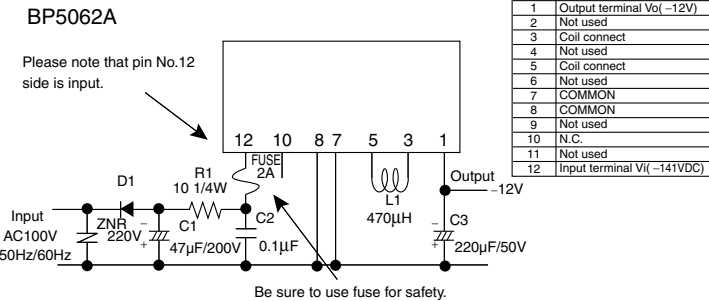 BP5062A
Please note that pin No.12
side is input.
12 10 8 7 5 3 1
FUSE
2A
D1
R1
10 1/4W
L1
470μH
Output
−12V
Input
AC100V
50Hz/60Hz
ZNR
220V
−
+
C1
47μF/200V
C2
0.1μF
−
+
C3
220μF/50V
Be sure to use fuse for safety.
1 Output terminal Vo( −12V)
2 Not used
3 Coil connect
4 Not used
5 Coil connect
6 Not used
7 COMMON
8 COMMON
9 Not used
10 N.C.
11 Not used
12 Input terminal Vi( −141VDC)